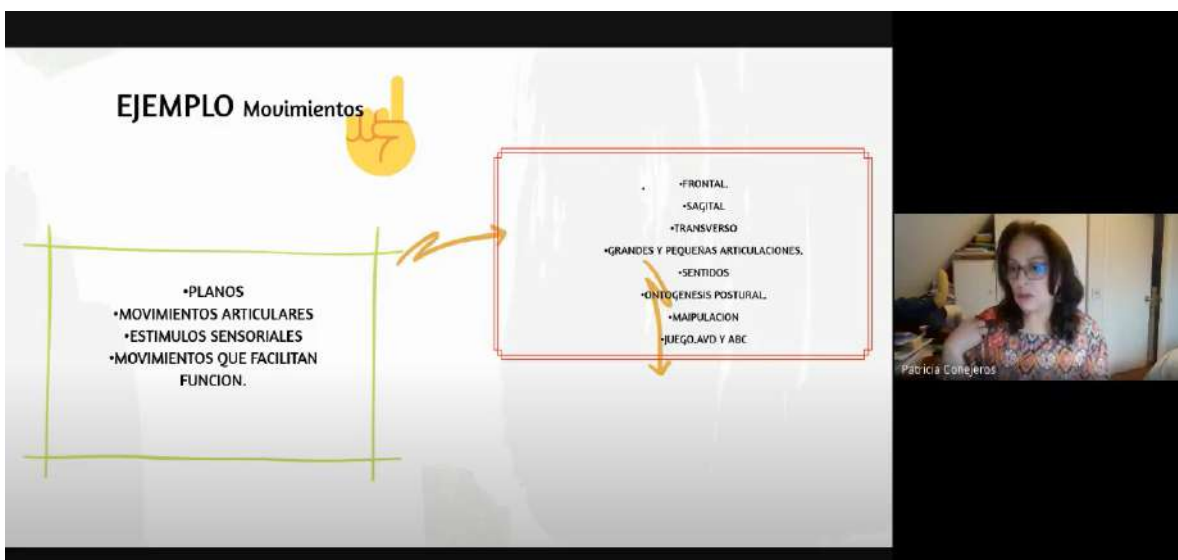 EJEMPLO Movimientos
•PLANOS
•MOVIMIENTOS ARTICULARES
•ESTIMULOS SENSORIALES
•MOVIMIENTOS QUE FACILITAN
FUNCION.
•FRONTAL.
•SAGITAL
•TRANSVERSO
•GRANDES Y PEQUEÑAS ARTICULACIONES.
•SENTIDOS
•ONTOGENESIS POSTURAL.
•MAIPULACION
•JUEGO,AVD Y ABC
Patricia Conejeros